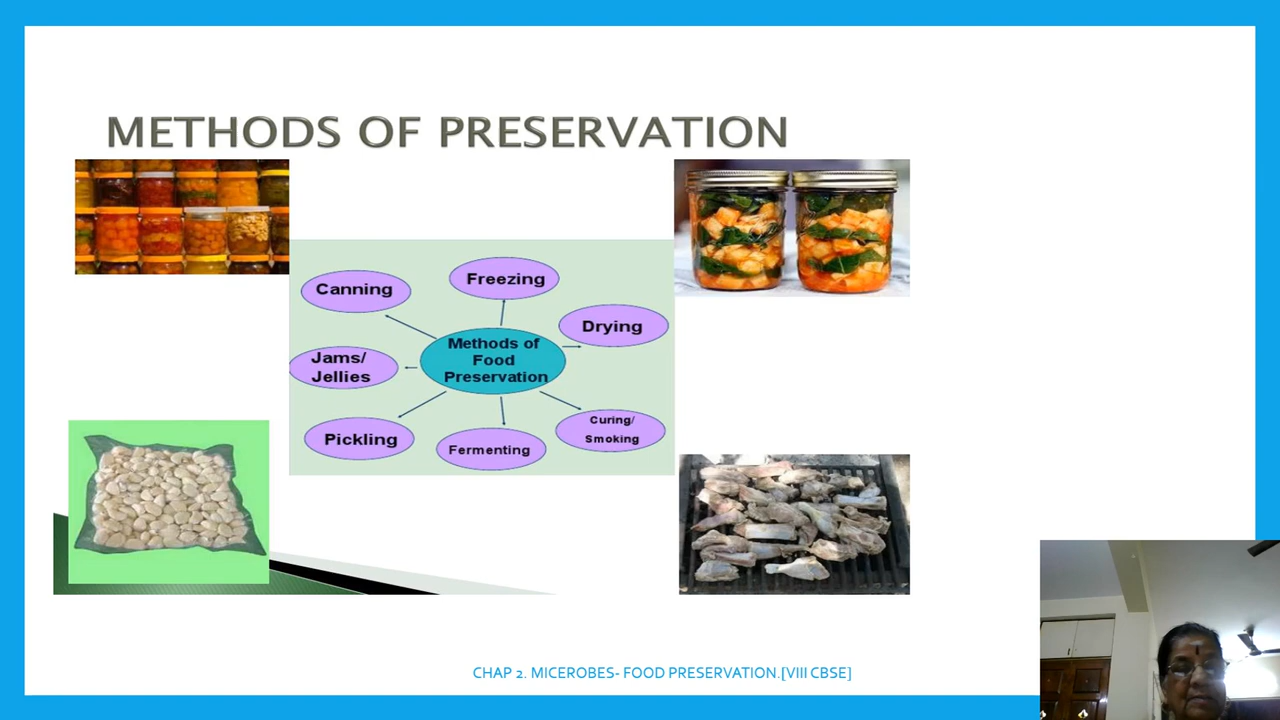 METHODS OF PRESERVATION
Freezing
Canning
Drying
Methods of
Food
Preservation
Jams/
Jellies
Curing/
Smoking
Pickling
Fermenting
CHAP 2. MICEROBES- FOOD PRESERVATION.[VIII CBSE]